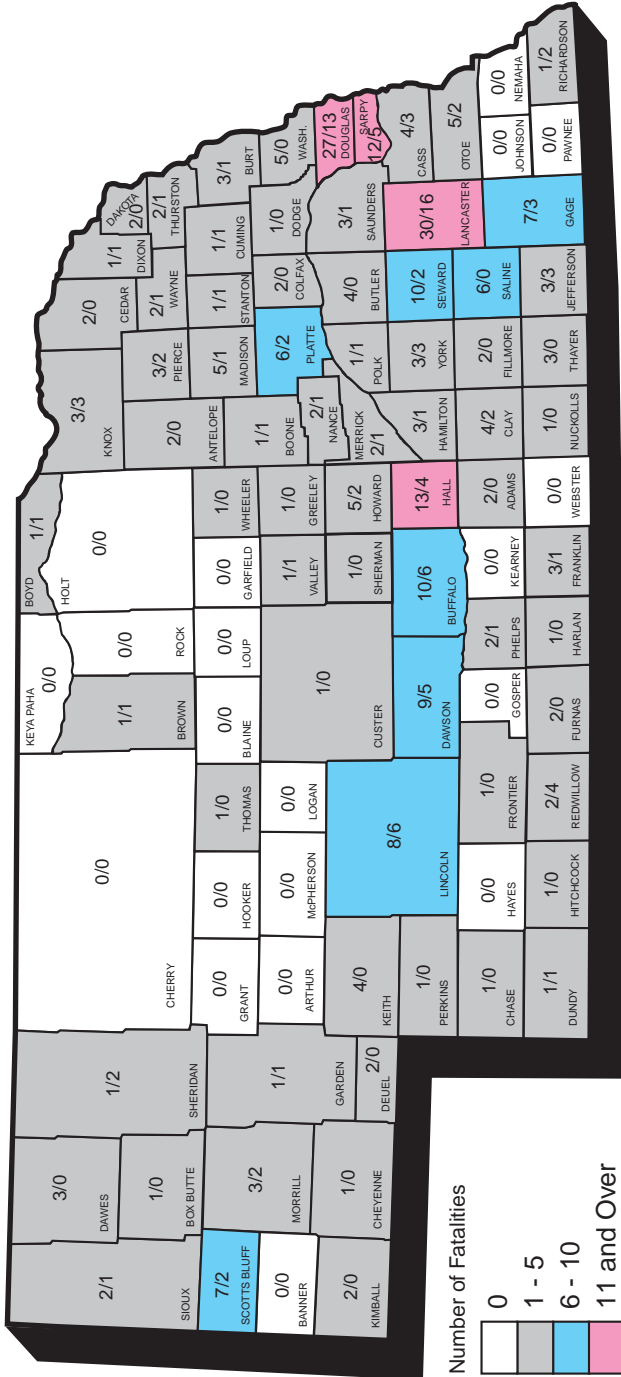 2/1
SIOUX
3/0
DAWES
1/0
BOX BUTTE
1/2
SHERIDAN
7/2
SCOTTS BLUFF
0/0
BANNER
2/0
KIMBALL
3/2
MORRILL
1/0
CHEYENNE
1/1
GARDEN
2/0
DEUEL
0/0
CHERRY
0/0
GRANT
0/0
HOOKER
1/0
THOMAS
0/0
BLAINE
0/0
LOUP
0/0
GARFIELD
1/0
WHEELER
0/0
ARTHUR
0/0
McPHERSON
0/0
LOGAN
4/0
KEITH
1/0
PERKINS
8/6
LINCOLN
1/0
CHASE
0/0
HAYES
1/0
FRONTIER
1/1
DUNDY
1/0
HITCHCOCK
2/4
REDWILLOW
2/0
FURNAS
1/0
HARLAN
3/1
FRANKLIN
0/0
WEBSTER
KEYA PAHA
0/0
1/1
BROWN
0/0
ROCK
BOYD
1/1
HOLT
0/0
1/0
CUSTER
1/1
VALLEY
1/0
GREELEY
1/0
SHERMAN
5/2
HOWARD
9/5
DAWSON
10/6
BUFFALO
13/4
HALL
0/0
GOSPER
2/1
PHELPS
0/0
KEARNEY
2/0
ADAMS
3/3
KNOX
2/0
CEDAR
1/1
DIXON
DAKOTA
2/0
2/0
ANTELOPE
3/2
PIERCE
2/1
WAYNE
2/1
THURSTON
1/1
BOONE
5/1
MADISON
1/1
STANTON
1/1
CUMING
3/1
BURT
2/1
NANCE
6/2
PLATTE
2/0
COLFAX
1/0
DODGE
5/0
WASH.
MERRICK
2/1
1/1
POLK
4/0
BUTLER
3/1
SAUNDERS
27/13
DOUGLAS
SARPY
12/5
3/1
HAMILTON
3/3
YORK
10/2
SEWARD
30/16
LANCASTER
4/3
CASS
5/2
OTOE
4/2
CLAY
2/0
FILLMORE
6/0
SALINE
7/3
GAGE
0/0
JOHNSON
0/0
NEMAHA
1/0
NUCKOLLS
3/0
THAYER
3/3
JEFFERSON
0/0
PAWNEE
1/2
RICHARDSON
Number of Fatalities
0
1 - 5
6 - 10
11 and Over